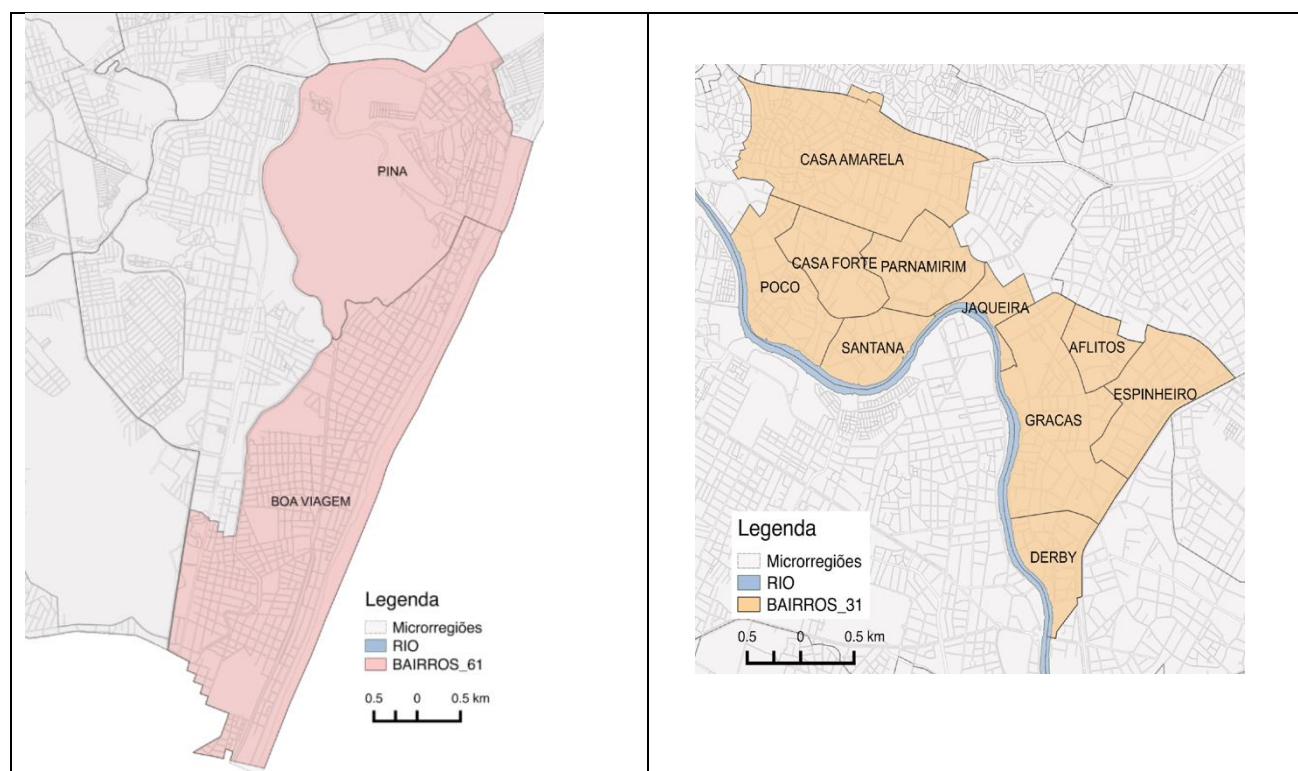 PINA
BOA VIAGEM
Legenda
Microrregiões
RIO
BAIRROS_61
0.5 0 0.5 km
CASA AMARELA
CASA FORTE
PARNAMIRIM
POCO
JAQUEIRA
SANTANA
AFLITOS
ESPINHEIRO
GRACAS
DERBY
Legenda
Microrregiões
RIO
BAIRROS_31
0.5 0 0.5 km